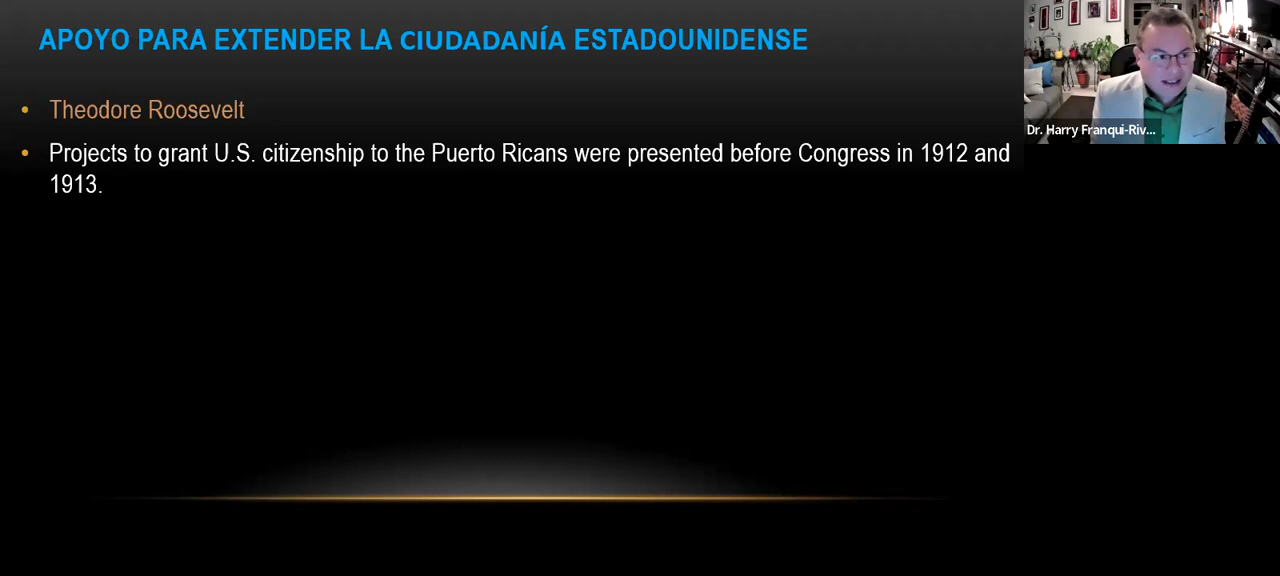 APOYO PARA EXTENDER LA CIUDADANÍA ESTADOUNIDENSE
• Theodore Roosevelt
• Projects to grant U.S. citizenship to the Puerto Ricans were presented before Congress in 1912 and
1913.
Dr. Harry Franqui-Riv...